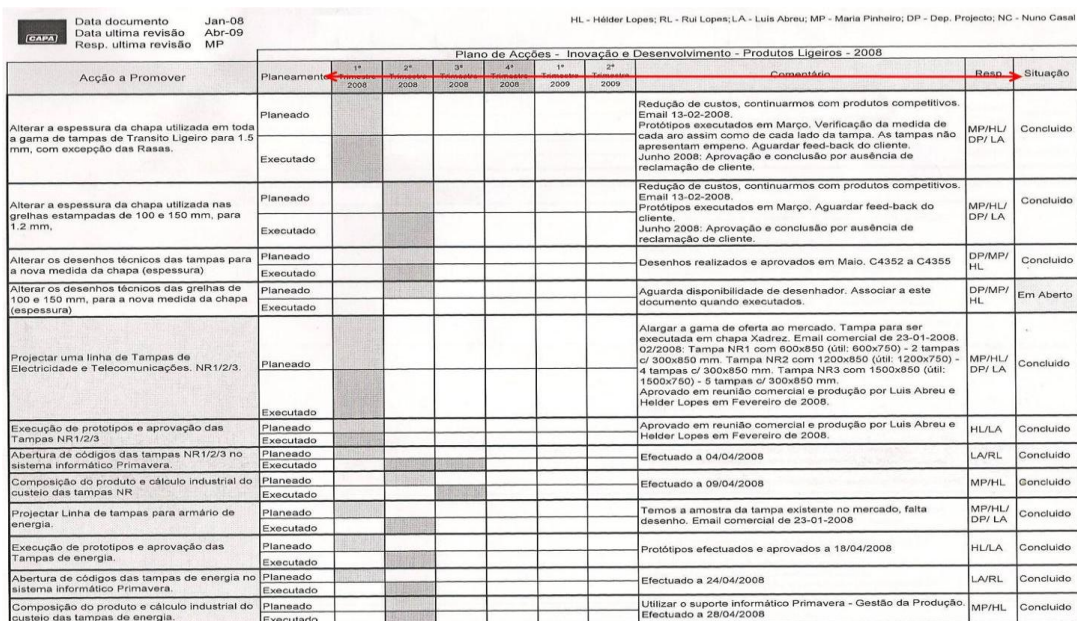 CAPA
Data documento Jan-08
Data ultima revisão Abr-09
Resp. ultima revisão MP
HL - Hélder Lopes; RL - Rui Lopes; LA - Luis Abreu; MP - Maria Pinheiro; DP - Dep. Projecto; NC - Nuno Casal
Plano de Acções - Inovação e Desenvolvimento - Produtos Ligeiros - 2008
Acção a Promover Planeamento 1º Trimestre 2008 2º Trimestre 2008 3º Trimestre 2008 4º Trimestre 2008 1º Trimestre 2009 2º Trimestre 2009 Comentário Resp. Situação
Alterar a espessura da chapa utilizada em toda
a gama de tampas de Transito Ligeiro para 1.5
mm, com excepção das Rasas.
Planeado
Executado
Redução de custos, continuarmos com produtos competitivos.
Email 13-02-2008.
Protótipos executados em Março. Verificação da medida de
cada aro assim como de cada lado da tampa. As tampas não
apresentam empeno. Aguardar feed-back do cliente.
Junho 2008: Aprovação e conclusão por ausência de
reclamação de cliente.
MP/HL/
DP/ LA
Concluido
Alterar a espessura da chapa utilizada nas
grelhas estampadas de 100 e 150 mm, para
1.2 mm,
Planeado
Executado
Redução de custos, continuarmos com produtos competitivos.
Email 13-02-2008.
Protótipos executados em Março. Aguardar feed-back do
cliente.
Junho 2008: Aprovação e conclusão por ausência de
reclamação de cliente.
MP/HL/
DP/ LA
Concluido
Alterar os desenhos técnicos das tampas para
a nova medida da chapa (espessura)
Planeado
Executado
Desenhos realizados e aprovados em Maio. C4352 a C4355
DP/MP/
HL
Concluido
Alterar os desenhos técnicos das grelhas de
100 e 150 mm, para a nova medida da chapa
(espessura)
Planeado
Executado
Aguarda disponibilidade de desenhador. Associar a este
documento quando executados.
DP/MP/
HL
Em Aberto
Projectar uma linha de Tampas de
Electricidade e Telecomunicações. NR1/2/3.
Planeado
Executado
Alargar a gama de oferta ao mercado. Tampa para ser
executada em chapa Xadrez. Email comercial de 23-01-2008.
02/2008: Tampa NR1 com 600x850 (útil: 600x750) - 2 tampas
c/ 300x850 mm. Tampa NR2 com 1200x850 (útil: 1200x750) -
4 tampas c/ 300x850 mm. Tampa NR3 com 1500x850 (útil:
1500x750) - 5 tampas c/ 300x850 mm.
Aprovado em reunião comercial e produção por Luis Abreu e
Helder Lopes em Fevereiro de 2008.
MP/HL/
DP/ LA
Concluido
Execução de prototipos e aprovação das
Tampas NR1/2/3
Planeado
Executado
Aprovado em reunião comercial e produção por Luis Abreu e
Helder Lopes em Fevereiro de 2008.
HL/LA
Concluido
Abertura de códigos das tampas NR1/2/3 no
sistema informático Primavera.
Planeado
Executado
Efectuado a 04/04/2008
LA/RL
Concluido
Composição do produto e cálculo industrial do
custeio das tampas NR
Planeado
Executado
Efectuado a 09/04/2008
MP/HL
Concluido
Projectar Linha de tampas para armário de
energia.
Planeado
Executado
Temos a amostra da tampa existente no mercado, falta
desenho. Email comercial de 23-01-2008
MP/HL/
DP/ LA
Concluido
Execução de prototipos e aprovação das
Tampas de energia.
Planeado
Executado
Protótipos efectuados e aprovados a 18/04/2008
HL/LA
Concluido
Abertura de códigos das tampas de energia no
sistema informático Primavera.
Planeado
Executado
Efectuado a 24/04/2008
LA/RL
Concluido
Composição do produto e cálculo industrial do
custeio das tampas de energia.
Planeado
Executado
Utilizar o suporte informático Primavera - Gestão da Produção.
Efectuado a 28/04/2008
MP/HL
Concluido